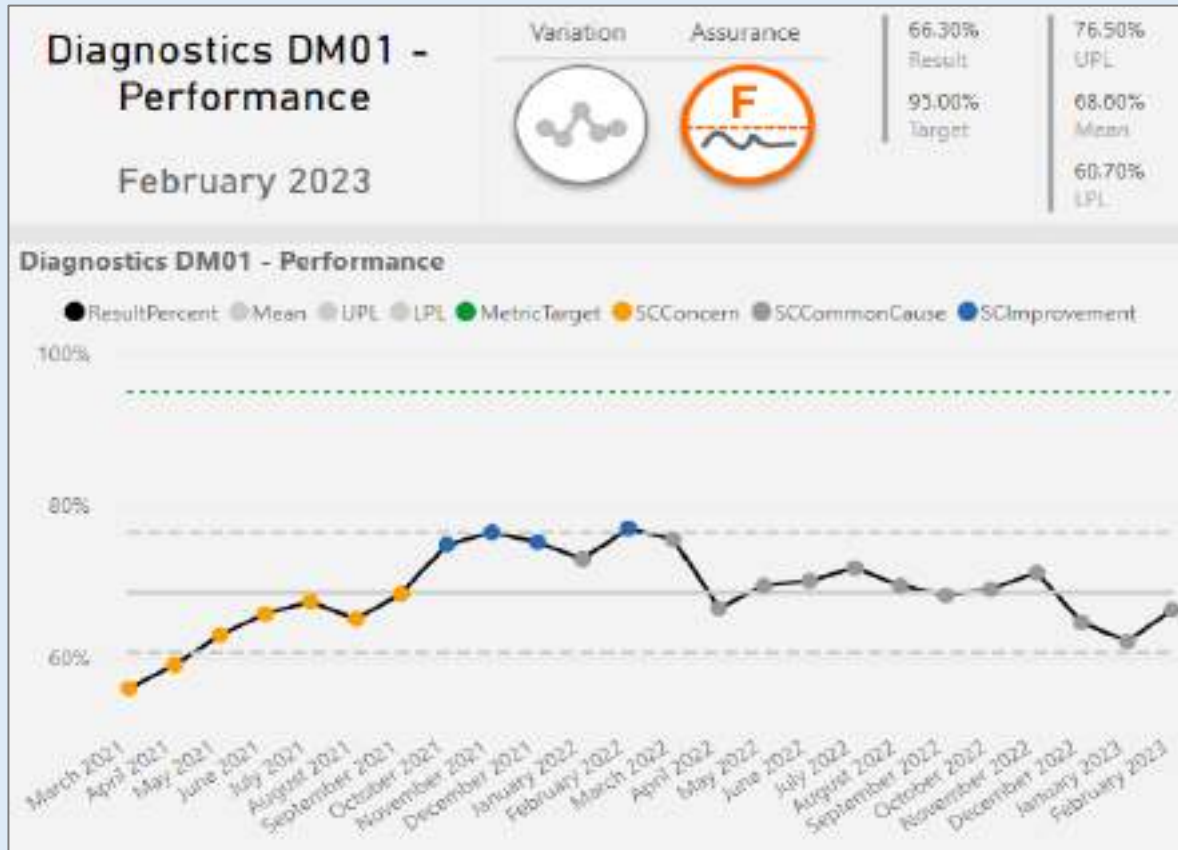 Diagnostics DM01 -
Performance
February 2023
Variation
Assurance
F
66.30%
Result
95.00%
Target
76.50%
UPL
68.60%
Mean
60.70%
LPL
Diagnostics DM01 - Performance
ResultPercent Mean UPL LPL MetricTarget SCConcern SCCommonCause SCImprovement
100%
80%
60%
March 2021
April 2021
May 2021
June 2021
July 2021
August 2021
September 2021
October 2021
November 2021
December 2021
January 2022
February 2022
March 2022
April 2022
May 2022
June 2022
July 2022
August 2022
September 2022
October 2022
November 2022
December 2022
January 2023
February 2023